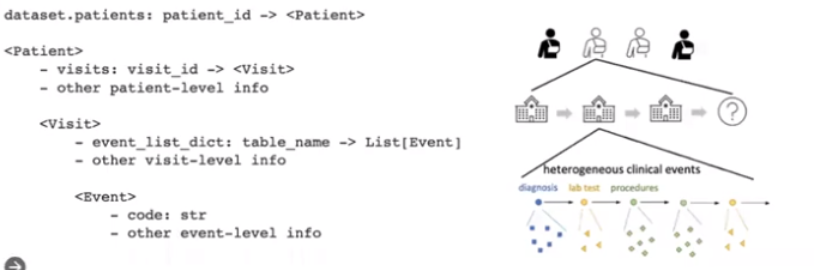 dataset.patients: patient_id -> <Patient>
<Patient>
- visits: visit_id -> <Visit>
- other patient-level info
<Visit>
- event_list_dict: table_name -> List[Event]
- other visit-level info
<Event>
- code: str
- other event-level info
?
heterogeneous clinical events
diagnosis lab test procedures